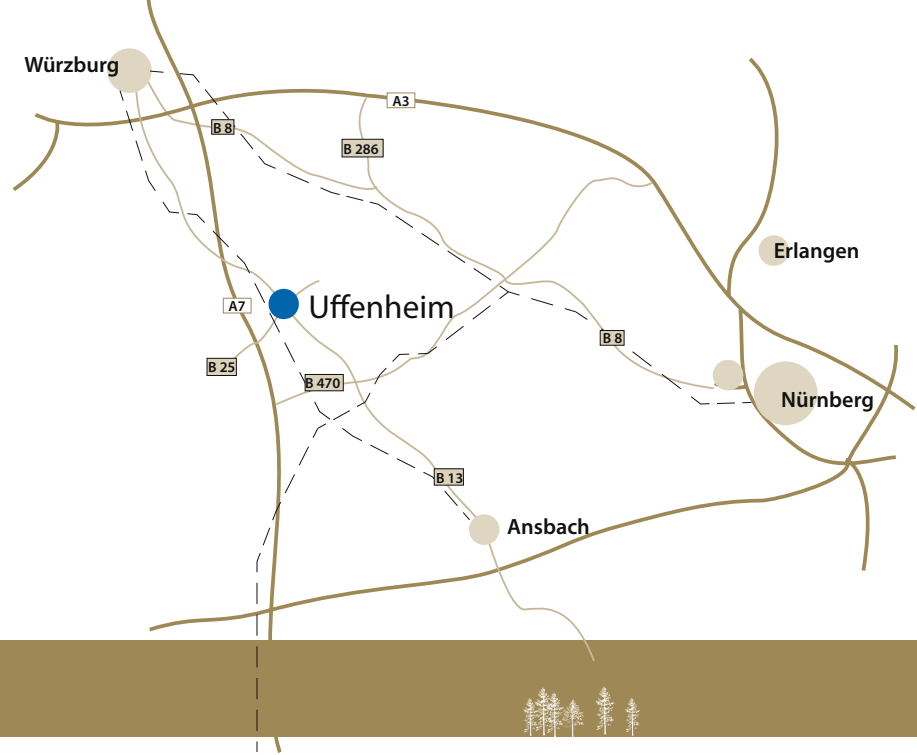 Würzburg
A3
B 8
B 286
Erlangen
A7
Uffenheim
B 8
B 25
B 470
Nürnberg
B 13
Ansbach